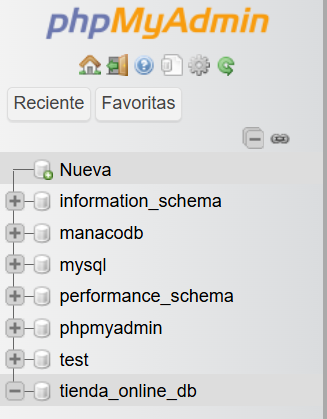 phpMyAdmin
Reciente Favoritas
Nueva
information_schema
manacodb
mysql
performance_schema
phpmyadmin
test
tienda_online_db